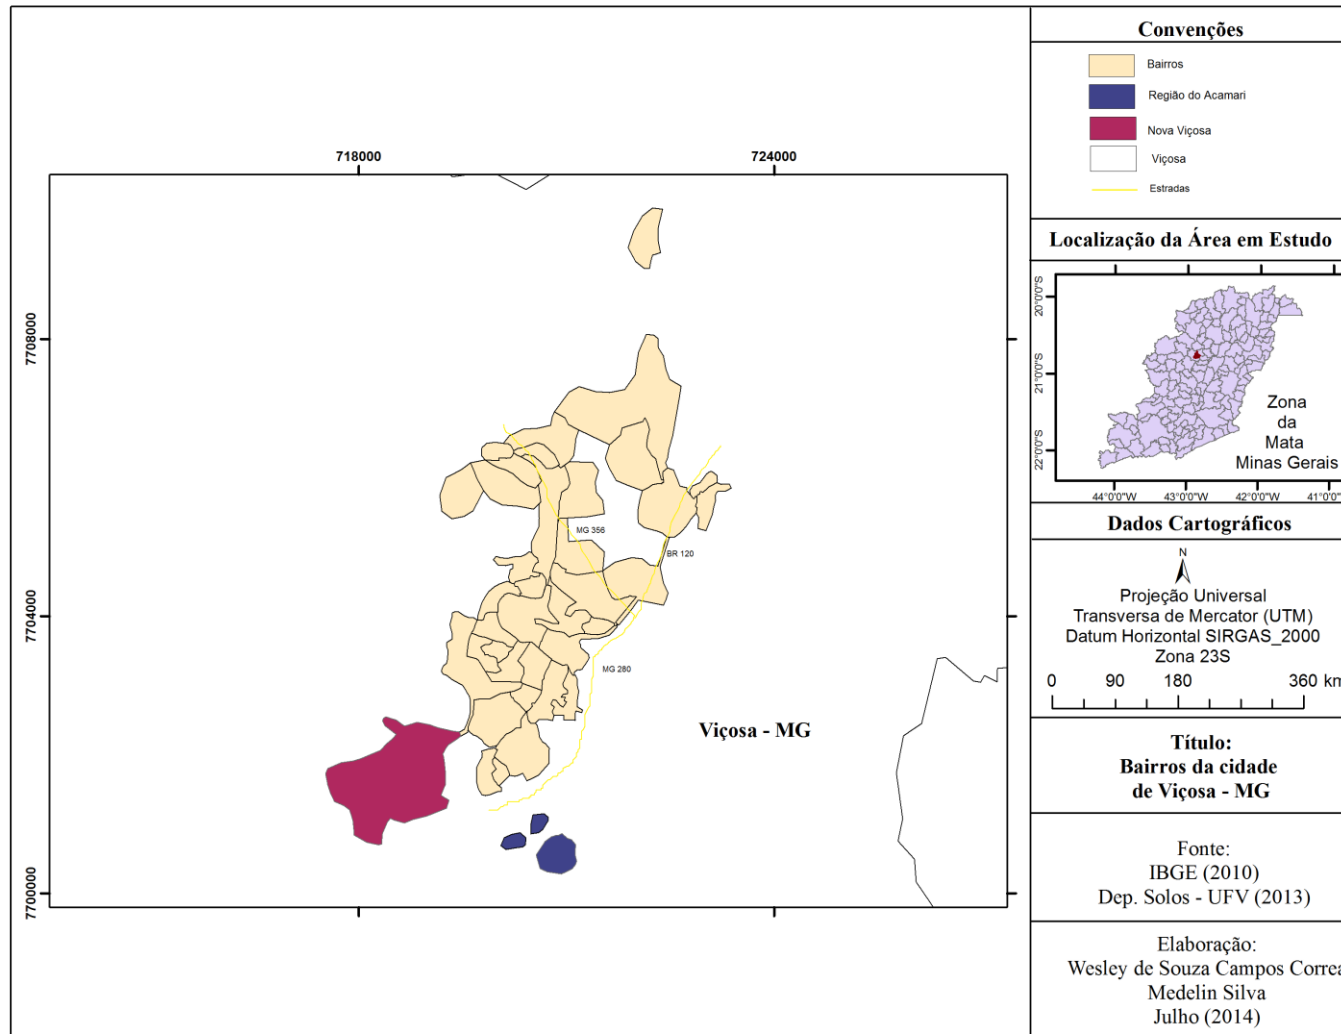 718000
724000
7708000
7704000
7700000
MG 356
BR 120
MG 280
Viçosa - MG
Convenções
Bairros
Região do Acamari
Nova Viçosa
Viçosa
Estradas
Localização da Área em Estudo
20°0'0"S
21°0'0"S
22°0'0"S
Zona
da
Mata
Minas Gerais
44°0'0"W
43°0'0"W
42°0'0"W
41°0'0"W
Dados Cartográficos
N
Projeção Universal
Transversa de Mercator (UTM)
Datum Horizontal SIRGAS_2000
Zona 23S
0 90 180 360 km
Título:
Bairros da cidade
de Viçosa - MG
Fonte:
IBGE (2010)
Dep. Solos - UFV (2013)
Elaboração:
Wesley de Souza Campos Correa
Medelin Silva
Julho (2014)